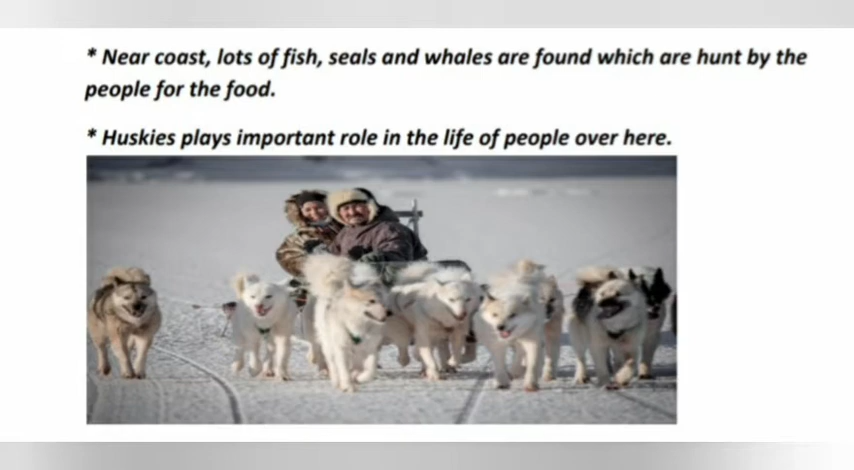 * Near coast, lots of fish, seals and whales are found which are hunt by the
people for the food.
* Huskies plays important role in the life of people over here.